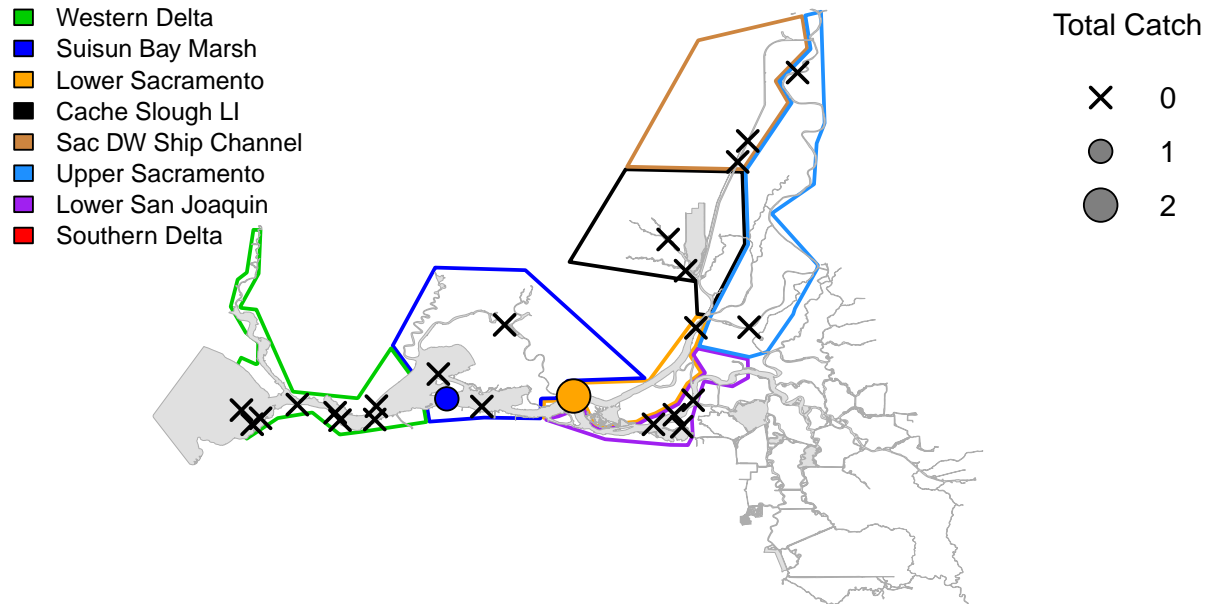 Western Delta
Suisun Bay Marsh
Lower Sacramento
Cache Slough LI
Sac DW Ship Channel
Upper Sacramento
Lower San Joaquin
Southern Delta
Total Catch
0
1
2